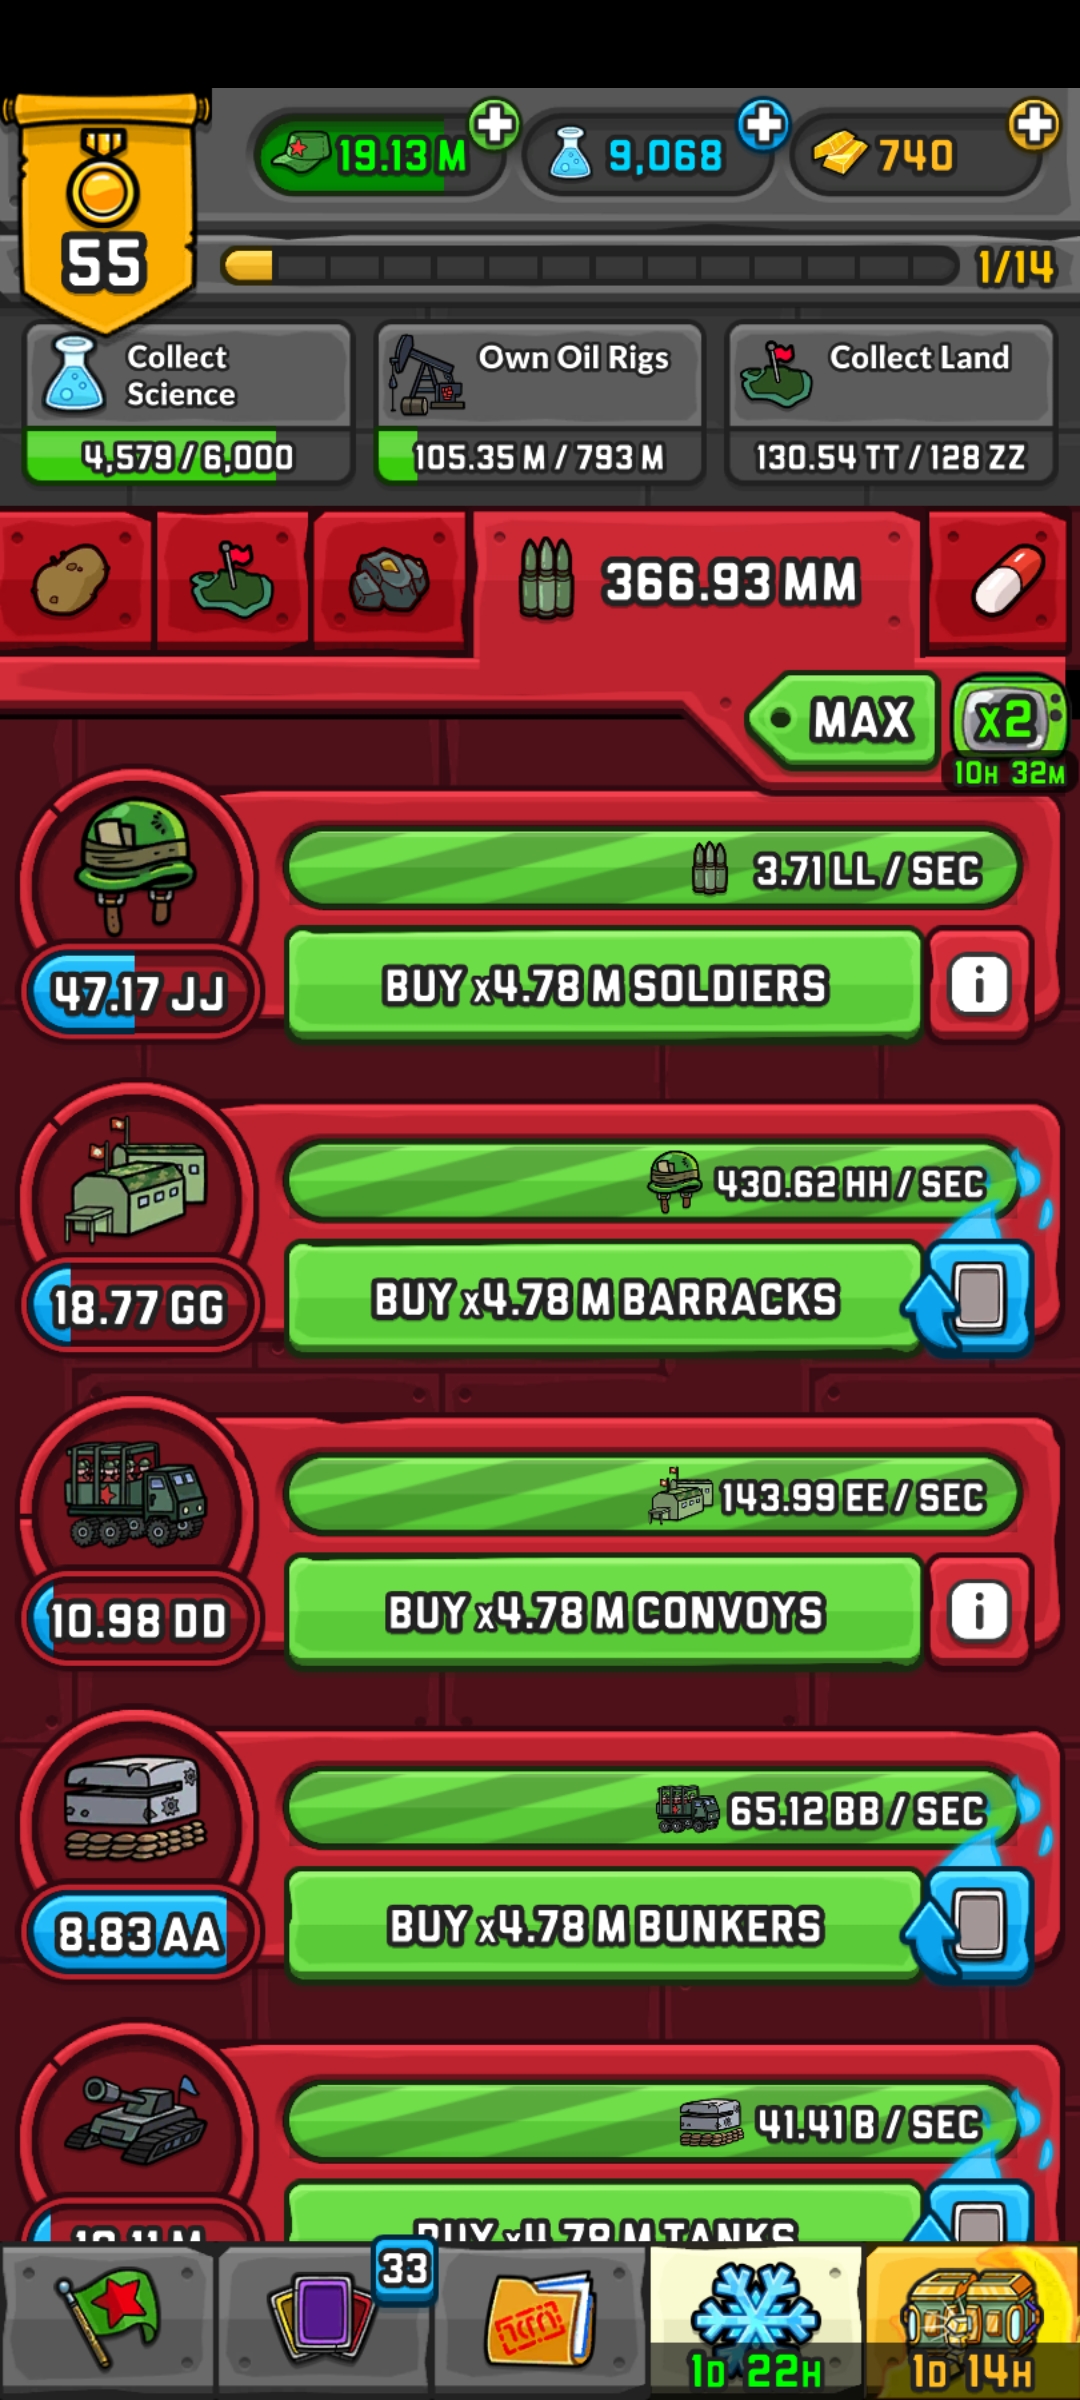 55
19.13 M
9,068
740
1/14
Collect
Science
4,579 / 6,000
Own Oil Rigs
105.35 M / 793 M
Collect Land
130.54 TT / 128 ZZ
366.93 MM
MAX
x2
10H 32M
3.71 LL / SEC
47.17 JJ
BUY x4.78 M SOLDIERS
430.62 HH / SEC
18.77 GG
BUY x4.78 M BARRACKS
143.99 EE / SEC
10.98 DD
BUY x4.78 M CONVOYS
65.12 BB / SEC
8.83 AA
BUY x4.78 M BUNKERS
41.41 B / SEC
BUY x4.78 M TANKS
33
1D 22H
1D 14H